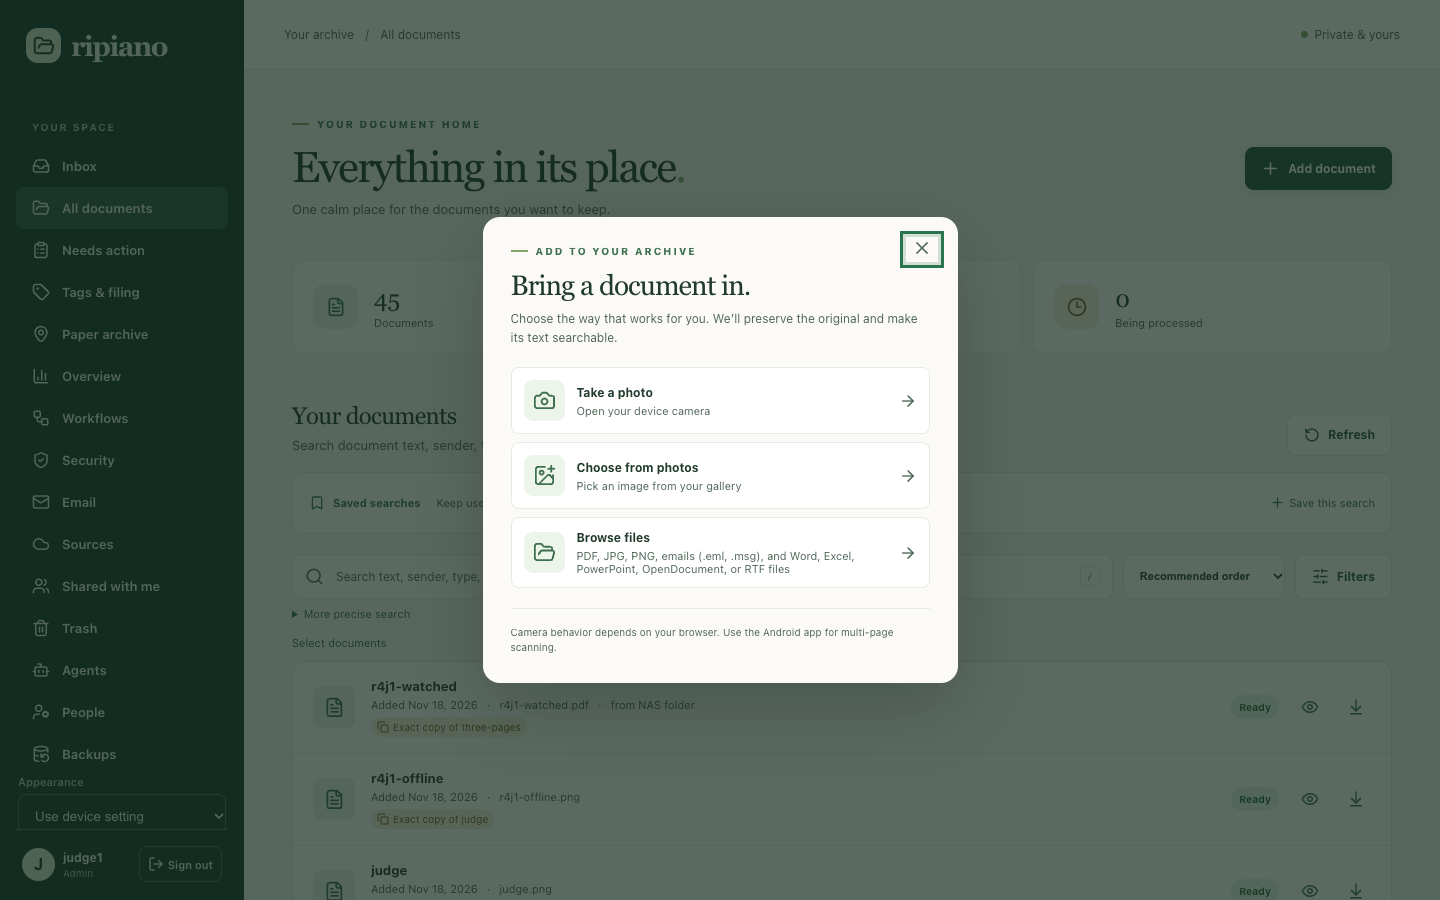 ripiano
Your archive / All documents
Private & yours
YOUR SPACE
Inbox
All documents
Needs action
Tags & filing
Paper archive
Overview
Workflows
Security
Email
Sources
Shared with me
Trash
Agents
People
Backups
Appearance
Use device setting
J
judge1
Admin
Sign out
YOUR DOCUMENT HOME
Everything in its place.
Add document
One calm place for the documents you want to keep.
45
Documents
0
Being processed
Your documents
Search document text, sender,
Refresh
Saved searches Keep use
Save this search
Search text, sender, type,
/
Recommended order
Filters
More precise search
Select documents
r4j1-watched
Added Nov 18, 2026 · r4j1-watched.pdf · from NAS folder
Exact copy of three-pages
Ready
r4j1-offline
Added Nov 18, 2026 · r4j1-offline.png
Exact copy of judge
Ready
judge
Added Nov 18, 2026 · judge.png
Ready
ADD TO YOUR ARCHIVE
Bring a document in.
Choose the way that works for you. We'll preserve the original and make
its text searchable.
Take a photo
Open your device camera
Choose from photos
Pick an image from your gallery
Browse files
PDF, JPG, PNG, emails (.eml, .msg), and Word, Excel,
PowerPoint, OpenDocument, or RTF files
Camera behavior depends on your browser. Use the Android app for multi-page
scanning.